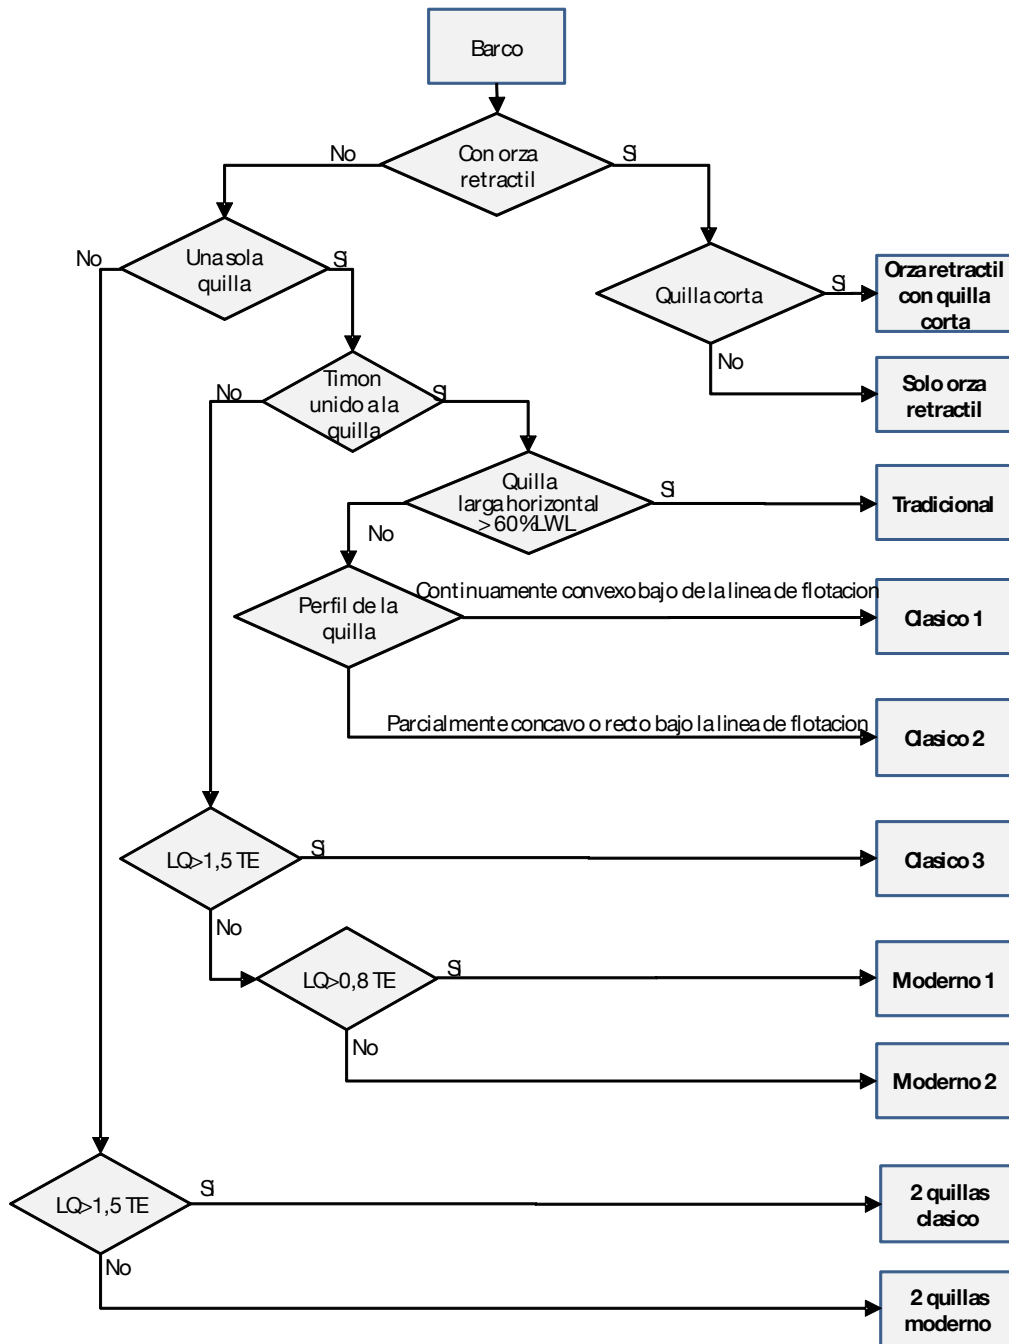 Barco
Con orza
retractil
No
Si
Una sola
quilla
No
Si
Quilla corta
Si
Orza retractil
con quilla
corta
No
Solo orza
retractil
Timon
unido a la
quilla
No
Si
Quilla
larga horizontal
> 60% LWL
Si
Tradicional
No
Perfil de la
quilla
Continuamente convexo bajo de la linea de flotacion
Clasico 1
Parcialmente concavo o recto bajo la linea de flotacion
Clasico 2
LQ>1,5 TE
Si
Clasico 3
No
LQ>0,8 TE
Si
Moderno 1
No
Moderno 2
LQ>1,5 TE
Si
2 quillas
clasico
No
2 quillas
moderno